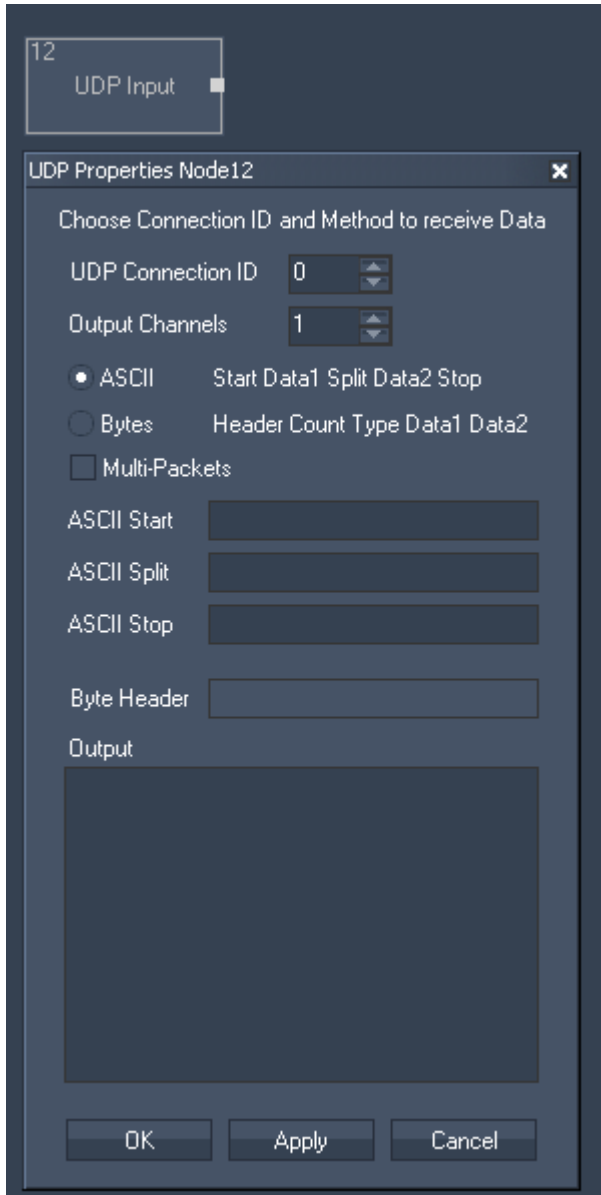 12
UDP Input
UDP Properties Node12
Choose Connection ID and Method to receive Data
UDP Connection ID 0
Output Channels 1
ASCII Start Data1 Split Data2 Stop
Bytes Header Count Type Data1 Data2
Multi-Packets
ASCII Start
ASCII Split
ASCII Stop
Byte Header
Output
OK Apply Cancel